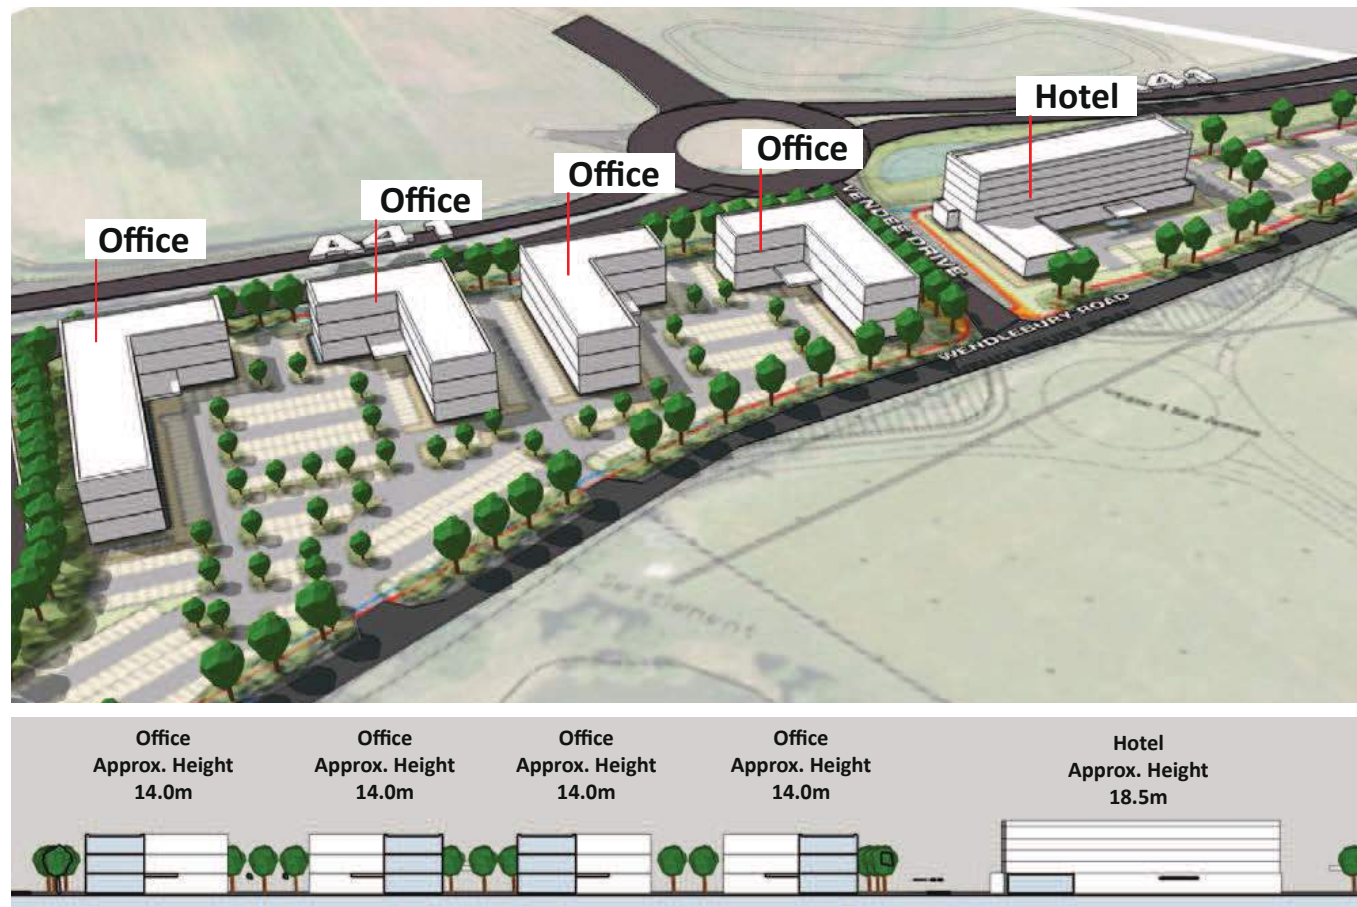 Hotel
A41
Office
Office
Office
Office
A41
VENDEE DRIVE
WENDLEBURY ROAD
Settlement
Office
Approx. Height
14.0m
Office
Approx. Height
14.0m
Office
Approx. Height
14.0m
Office
Approx. Height
14.0m
Hotel
Approx. Height
18.5m